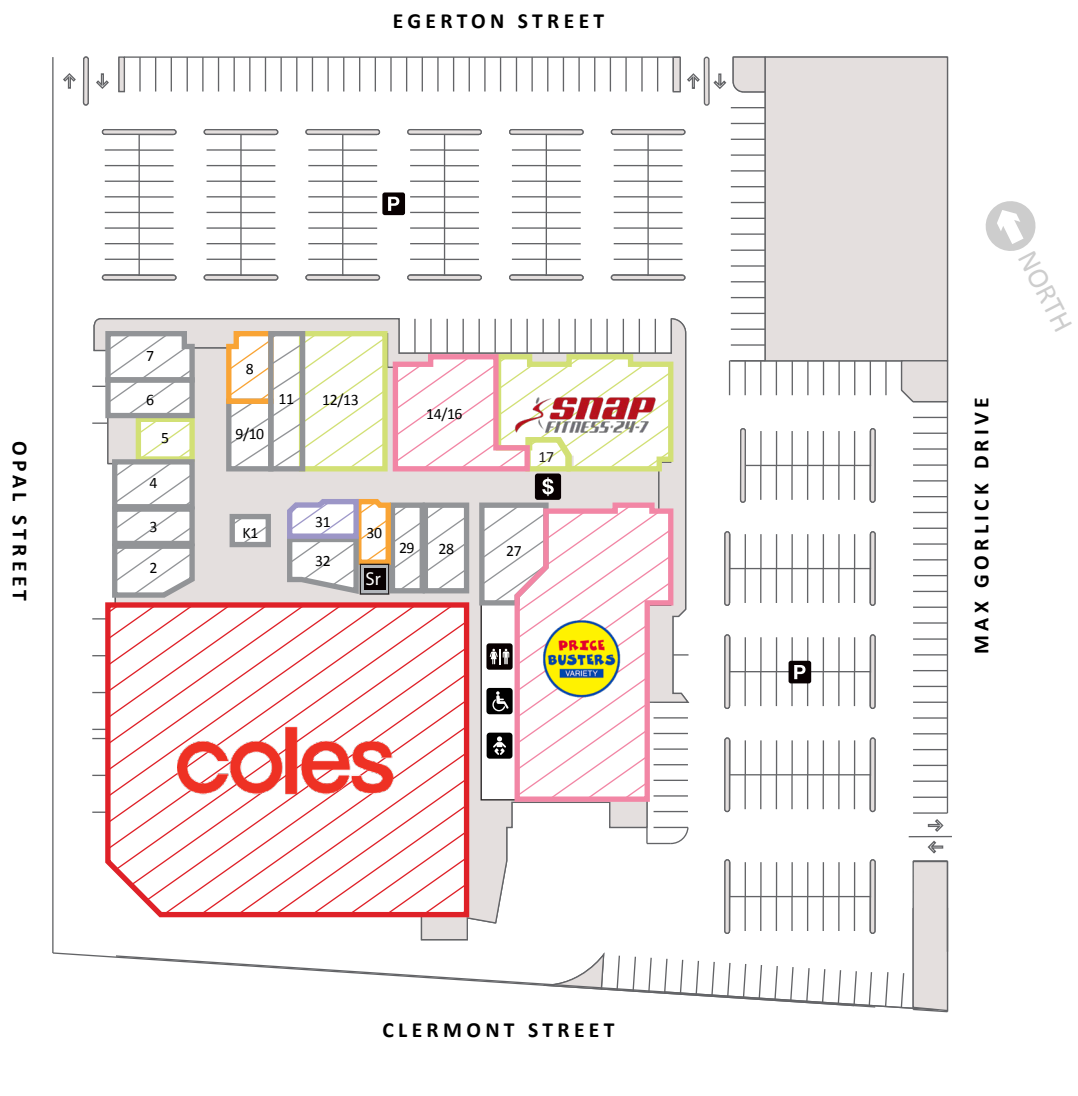 EGERTON STREET
P
NORTH
7
8
6
11
12/13
14/16
SNAP
FITNESS·24-7
5
9/10
17
4
$
OPAL STREET
MAX GORLICK DRIVE
3
K1
31
30
29
28
27
2
32
Sr
PRICE
BUSTERS
VARIETY
P
coles
CLERMONT STREET